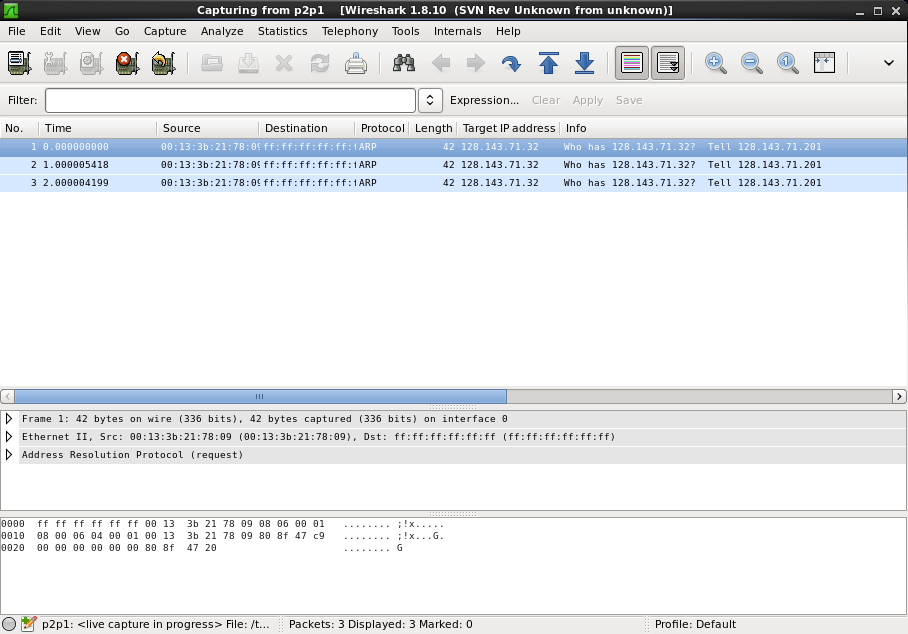 Capturing from p2p1 [Wireshark 1.8.10 (SVN Rev Unknown from unknown)]
File Edit View Go Capture Analyze Statistics Telephony Tools Internals Help
Filter: Expression... Clear Apply Save
No. Time Source Destination Protocol Length Target IP address Info
1 0.000000000 00:13:3b:21:78:09 ff:ff:ff:ff:ff:f ARP 42 128.143.71.32 Who has 128.143.71.32? Tell 128.143.71.201
2 1.000005418 00:13:3b:21:78:09 ff:ff:ff:ff:ff:f ARP 42 128.143.71.32 Who has 128.143.71.32? Tell 128.143.71.201
3 2.000004199 00:13:3b:21:78:09 ff:ff:ff:ff:ff:f ARP 42 128.143.71.32 Who has 128.143.71.32? Tell 128.143.71.201
Frame 1: 42 bytes on wire (336 bits), 42 bytes captured (336 bits) on interface 0
Ethernet II, Src: 00:13:3b:21:78:09 (00:13:3b:21:78:09), Dst: ff:ff:ff:ff:ff:ff (ff:ff:ff:ff:ff:ff)
Address Resolution Protocol (request)
0000 ff ff ff ff ff ff 00 13 3b 21 78 09 08 06 00 01 ........ ;!x.....
0010 08 00 06 04 00 01 00 13 3b 21 78 09 80 8f 47 c9 ........ ;!x...G.
0020 00 00 00 00 00 00 80 8f 47 20 ........ G
p2p1: <live capture in progress> File: /t... Packets: 3 Displayed: 3 Marked: 0 Profile: Default